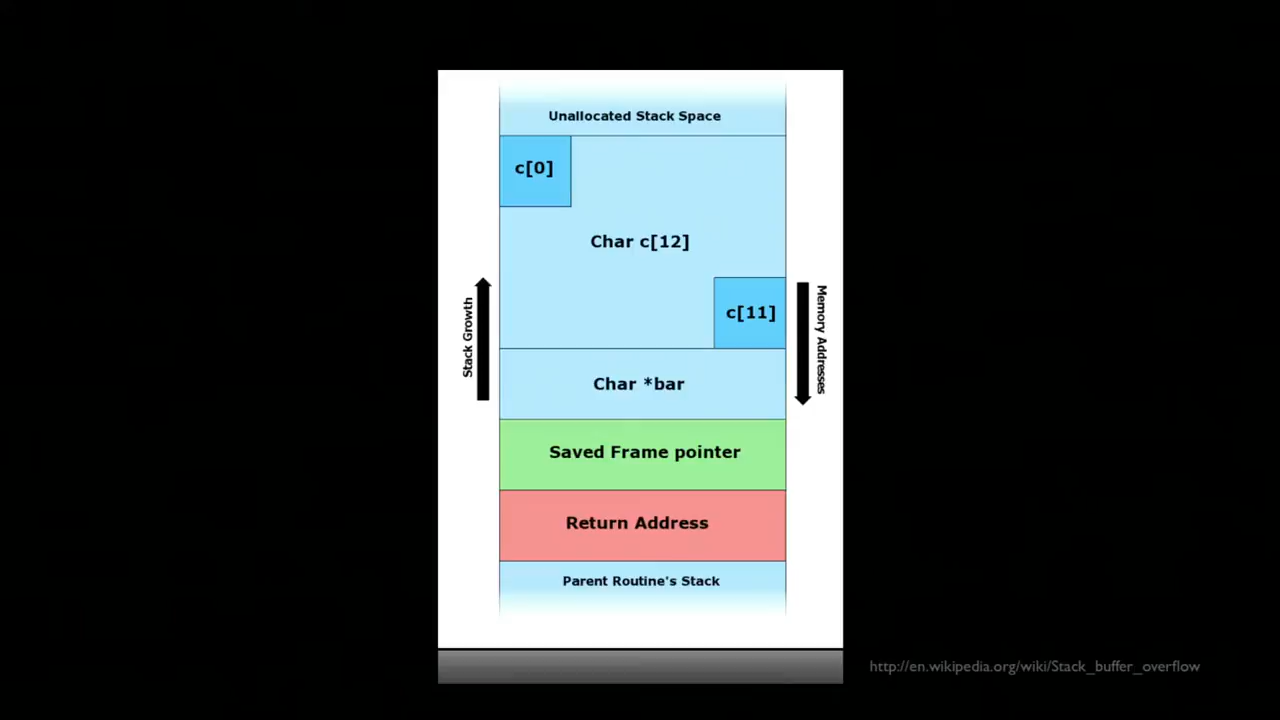 Unallocated Stack Space
c[0]
Char c[12]
c[11]
Stack Growth
Memory Addresses
Char *bar
Saved Frame pointer
Return Address
Parent Routine's Stack
http://en.wikipedia.org/wiki/Stack_buffer_overflow